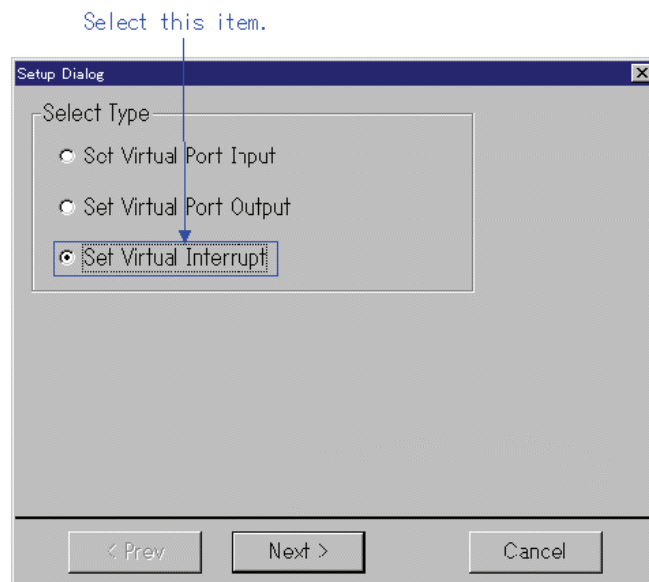 Select this item.
Setup Dialog
Select Type
Set Virtual Port Input
Set Virtual Port Output
Set Virtual Interrupt
< Prev
Next >
Cancel